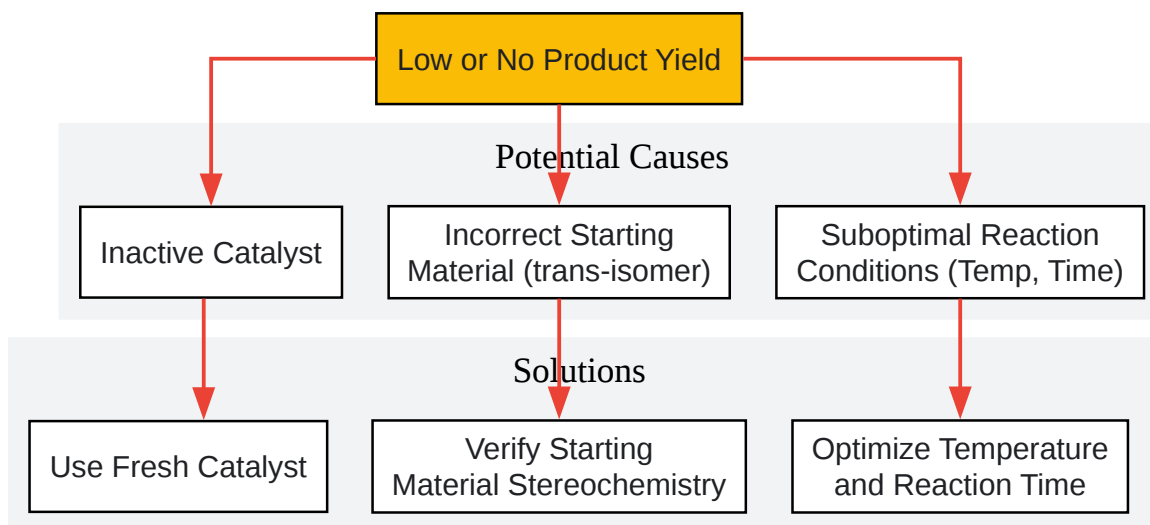 Low or No Product Yield
Potential Causes
Inactive Catalyst
Incorrect Starting
Material (trans-isomer)
Suboptimal Reaction
Conditions (Temp, Time)
Solutions
Use Fresh Catalyst
Verify Starting
Material Stereochemistry
Optimize Temperature
and Reaction Time